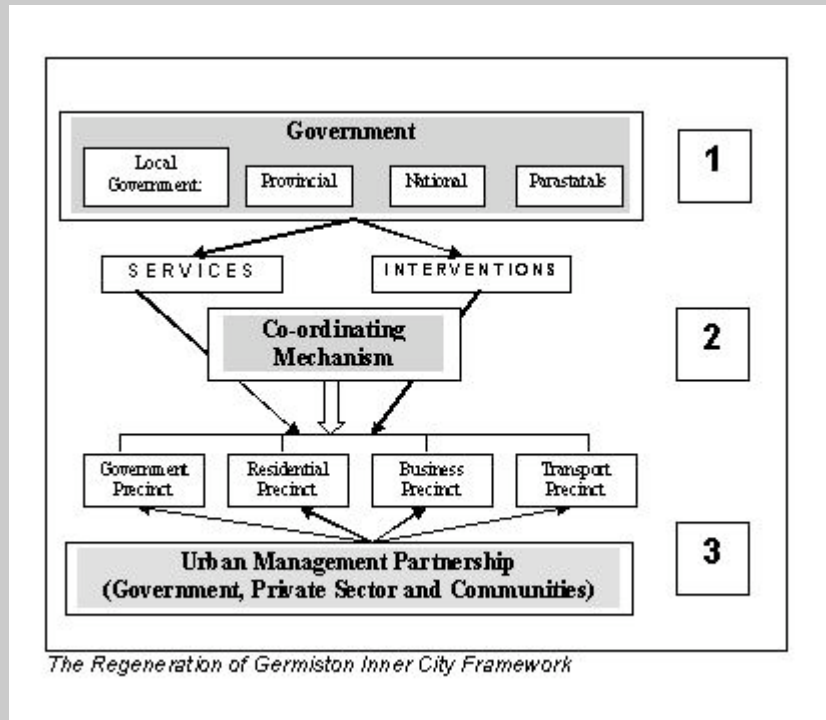 Government
1
Local
Government:
Provincial
National
Parastatals
SERVICES
INTERVENTIONS
Co-ordinating
Mechanism
2
Government
Precinct
Residential
Precinct
Business
Precinct
Transport
Precinct
Urban Management Partnership
(Government, Private Sector and Communities)
3
The Regeneration of Germiston Inner City Framework